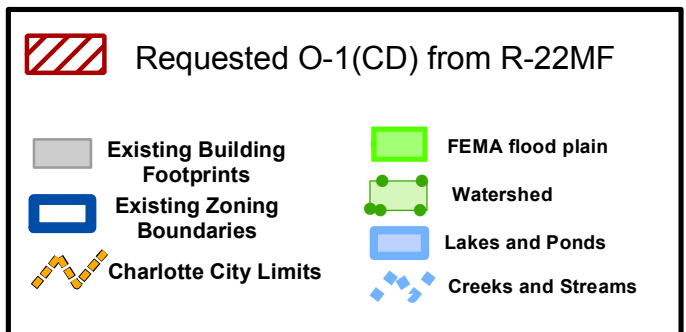 Requested O-1(CD) from R-22MF
Existing Building
Footprints
Existing Zoning
Boundaries
Charlotte City Limits
FEMA flood plain
Watershed
Lakes and Ponds
Creeks and Streams